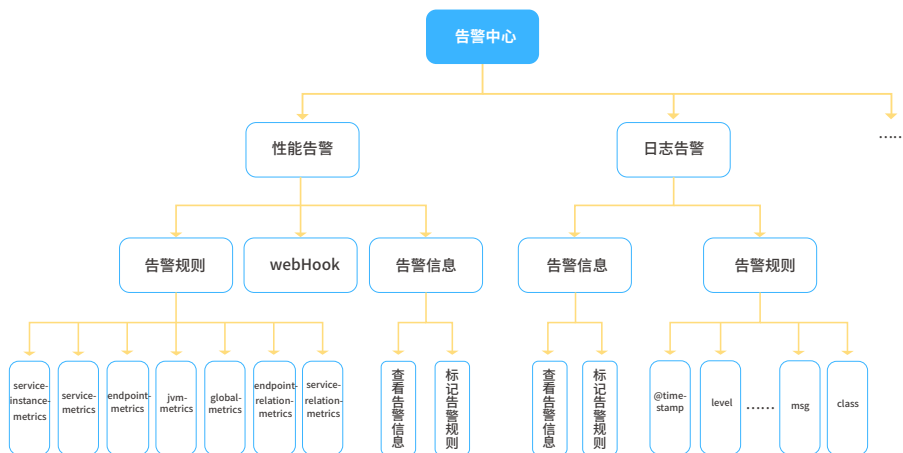 告警中心
性能告警
日志告警
.....
告警规则
webHook
告警信息
告警信息
告警规则
service-
instance-
metrics
service-
metrics
endpoint-
metrics
jvm-
metrics
global-
metrics
endpoint-
relation-
metrics
service-
relation-
metrics
查看告警信息
标记告警规则
查看告警信息
标记告警规则
@time-
stamp
level
......
msg
class